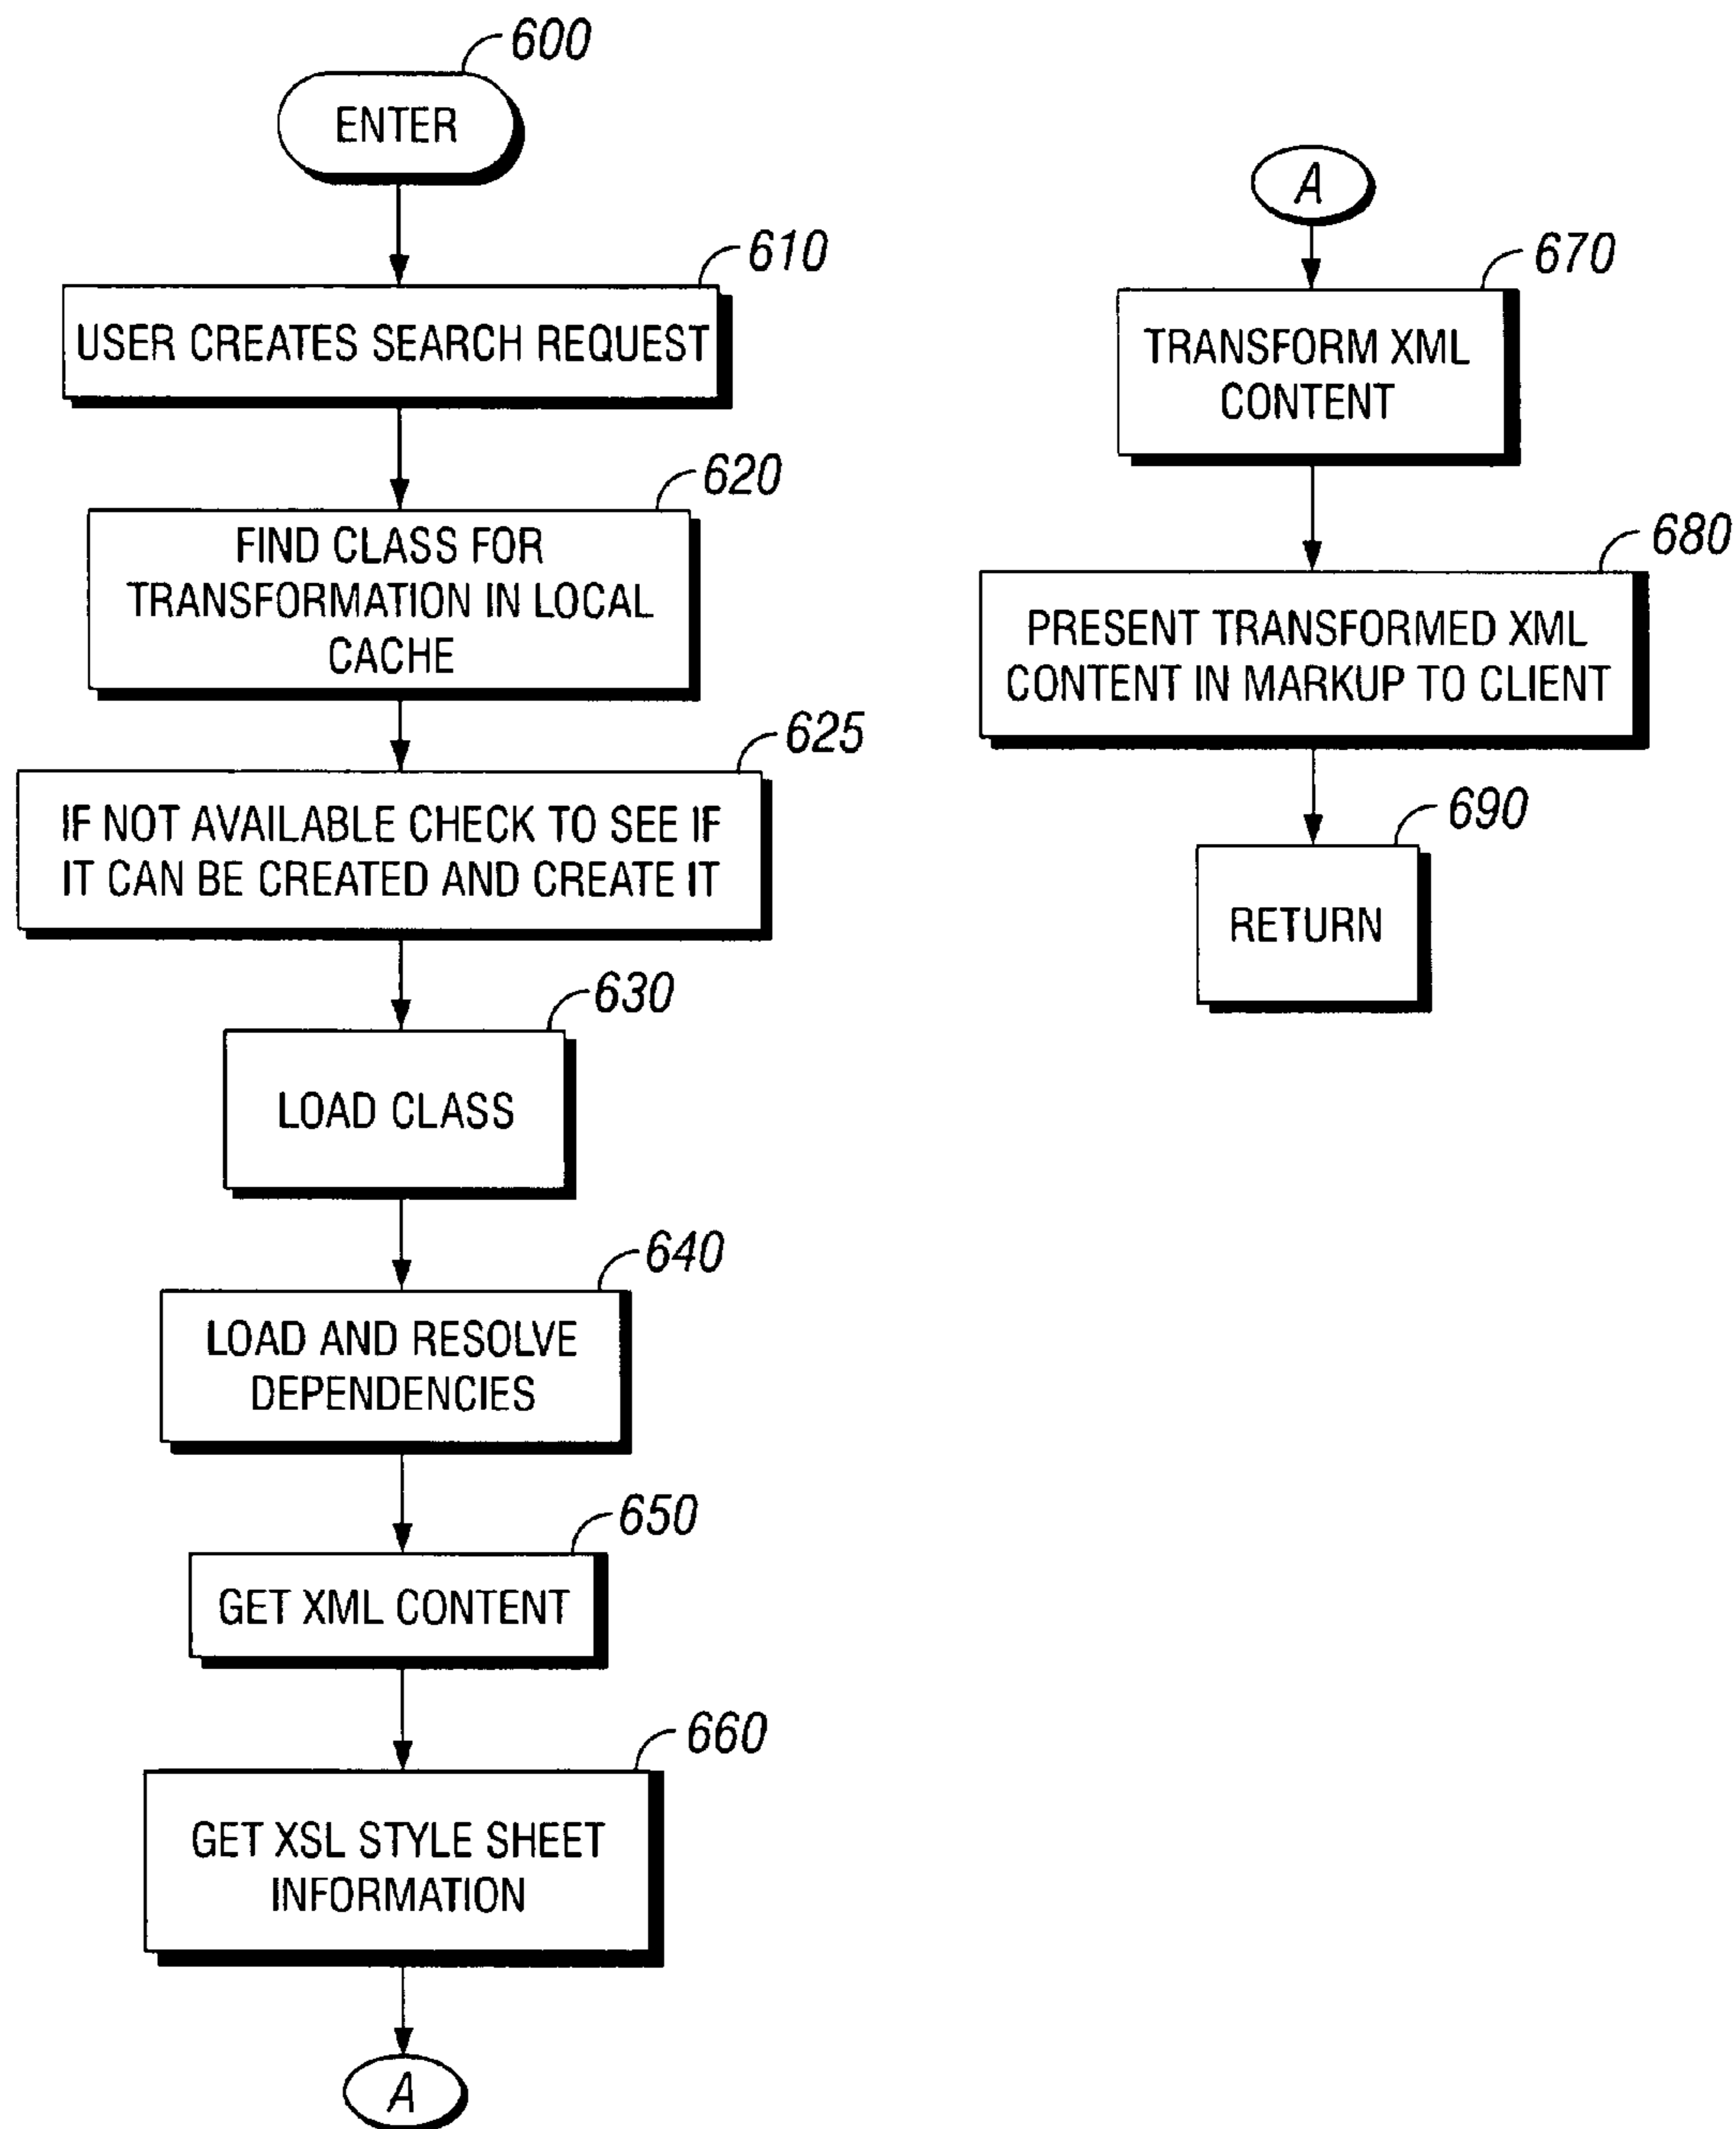 600
ENTER
610
USER CREATES SEARCH REQUEST
620
FIND CLASS FOR
TRANSFORMATION IN LOCAL
CACHE
625
IF NOT AVAILABLE CHECK TO SEE IF
IT CAN BE CREATED AND CREATE IT
630
LOAD CLASS
640
LOAD AND RESOLVE
DEPENDENCIES
650
GET XML CONTENT
660
GET XSL STYLE SHEET
INFORMATION
A
A
670
TRANSFORM XML
CONTENT
680
PRESENT TRANSFORMED XML
CONTENT IN MARKUP TO CLIENT
690
RETURN